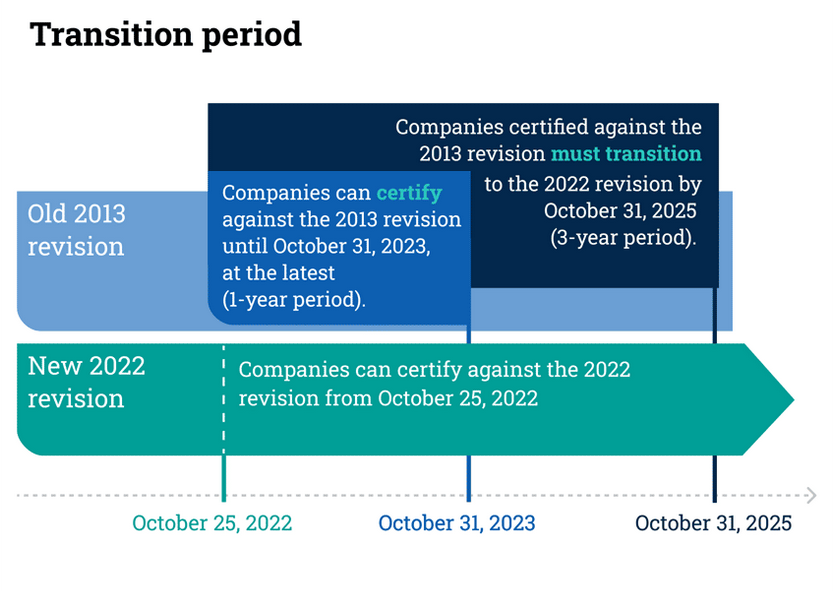 Transition period
Companies certified against the
2013 revision must transition
to the 2022 revision by
October 31, 2025
(3-year period).
Old 2013
revision
Companies can certify
against the 2013 revision
until October 31, 2023,
at the latest
(1-year period).
New 2022
revision
Companies can certify against the 2022
revision from October 25, 2022
October 25, 2022
October 31, 2023
October 31, 2025